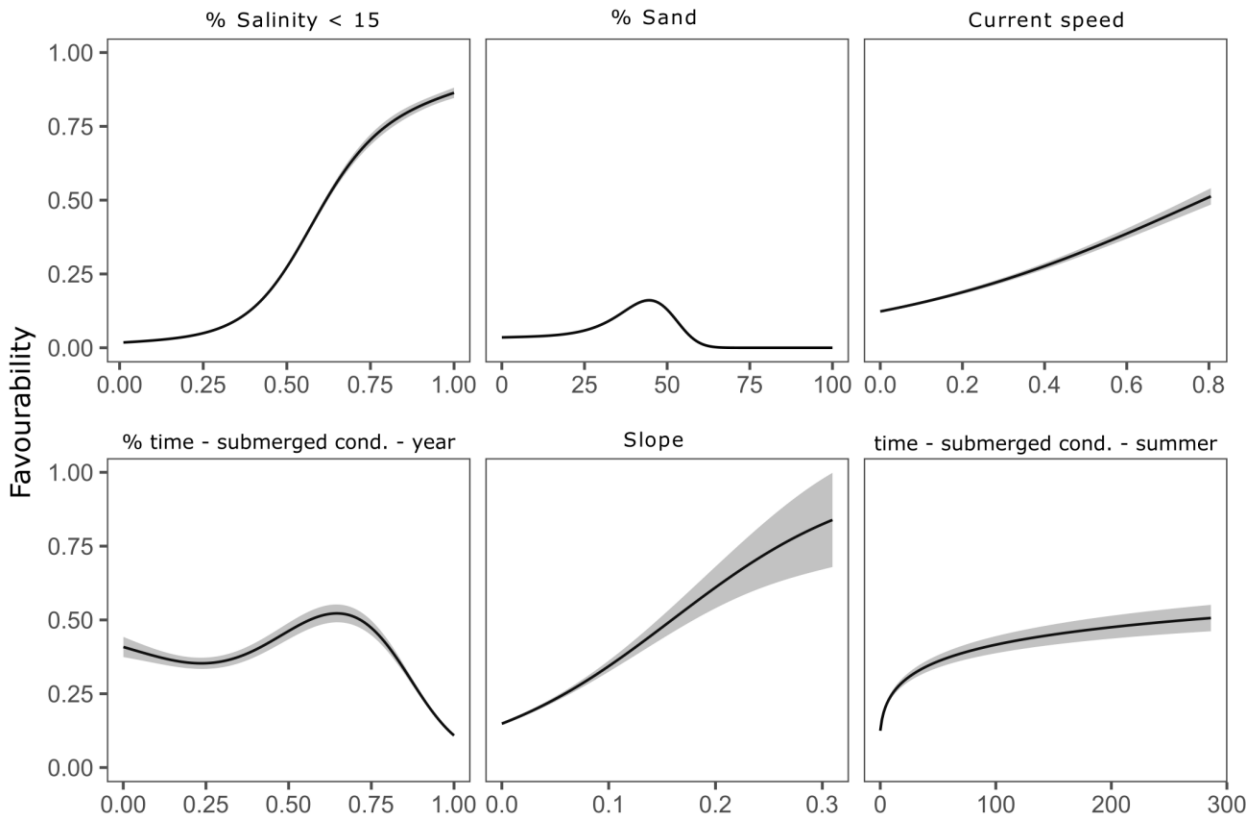 % Salinity < 15
% Sand
Current speed
1.00
0.75
0.50
0.25
0.00
0.00 0.25 0.50 0.75 1.00
0 25 50 75 100
0.0 0.2 0.4 0.6 0.8
Favourability
% time - submerged cond. - year
Slope
time - submerged cond. - summer
1.00
0.75
0.50
0.25
0.00
0.00 0.25 0.50 0.75 1.00
0.0 0.1 0.2 0.3
0 100 200 300